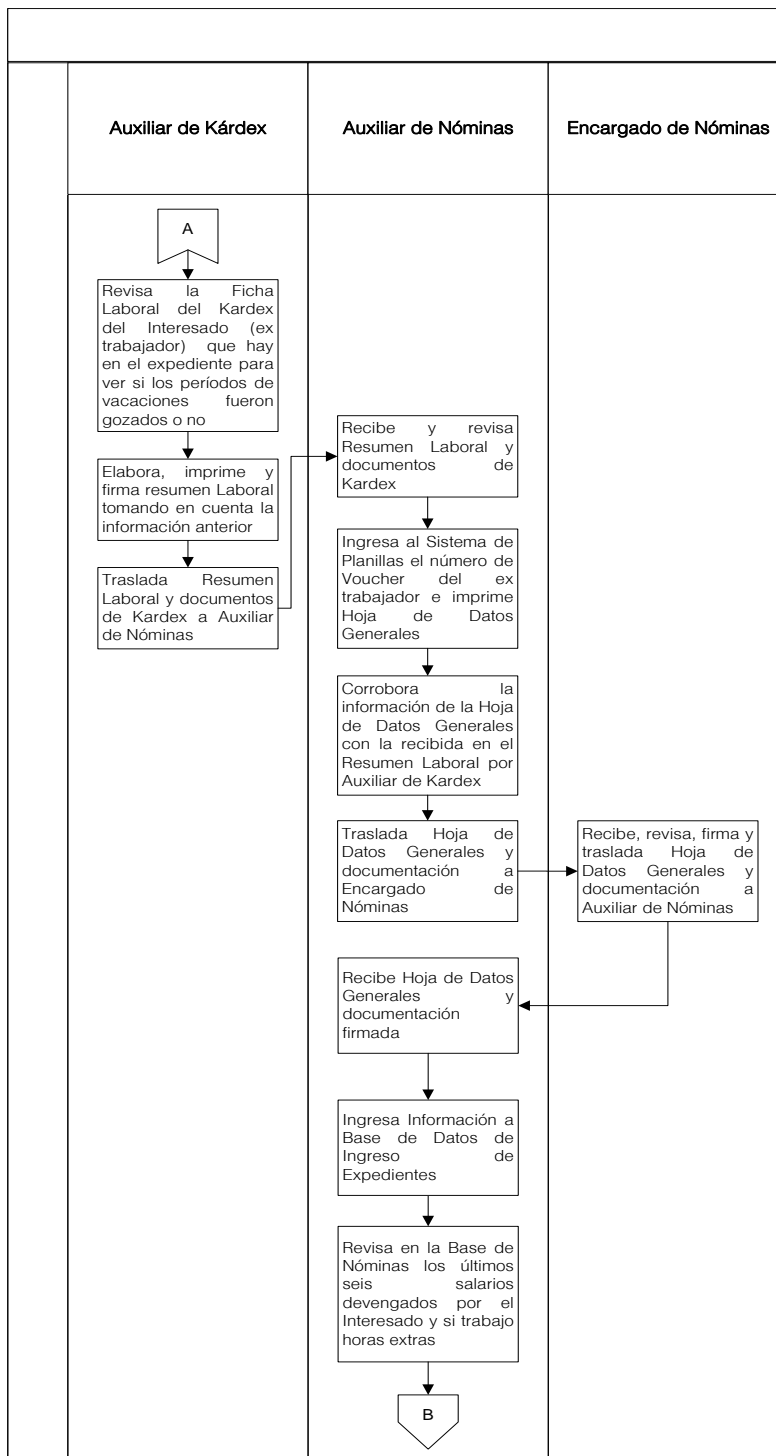 Auxiliar de Kárdex
Auxiliar de Nóminas
Encargado de Nóminas
A
Revisa la Ficha
Laboral del Kardex
del Interesado (ex
trabajador) que hay
en el expediente para
ver si los períodos de
vacaciones fueron
gozados o no
Elabora, imprime y
firma resumen Laboral
tomando en cuenta la
información anterior
Traslada Resumen
Laboral y documentos
de Kardex a Auxiliar
de Nóminas
Recibe y revisa
Resumen Laboral y
documentos de
Kardex
Ingresa al Sistema de
Planillas el número de
Voucher del ex
trabajador e imprime
Hoja de Datos
Generales
Corrobora la
información de la Hoja
de Datos Generales
con la recibida en el
Resumen Laboral por
Auxiliar de Kardex
Traslada Hoja de
Datos Generales y
documentación a
Encargado de
Nóminas
Recibe, revisa, firma y
traslada Hoja de
Datos Generales y
documentación a
Auxiliar de Nóminas
Recibe Hoja de Datos
Generales y
documentación
firmada
Ingresa Información a
Base de Datos de
Ingreso de
Expedientes
Revisa en la Base de
Nóminas los últimos
seis salarios
devengados por el
Interesado y si trabajo
horas extras
B